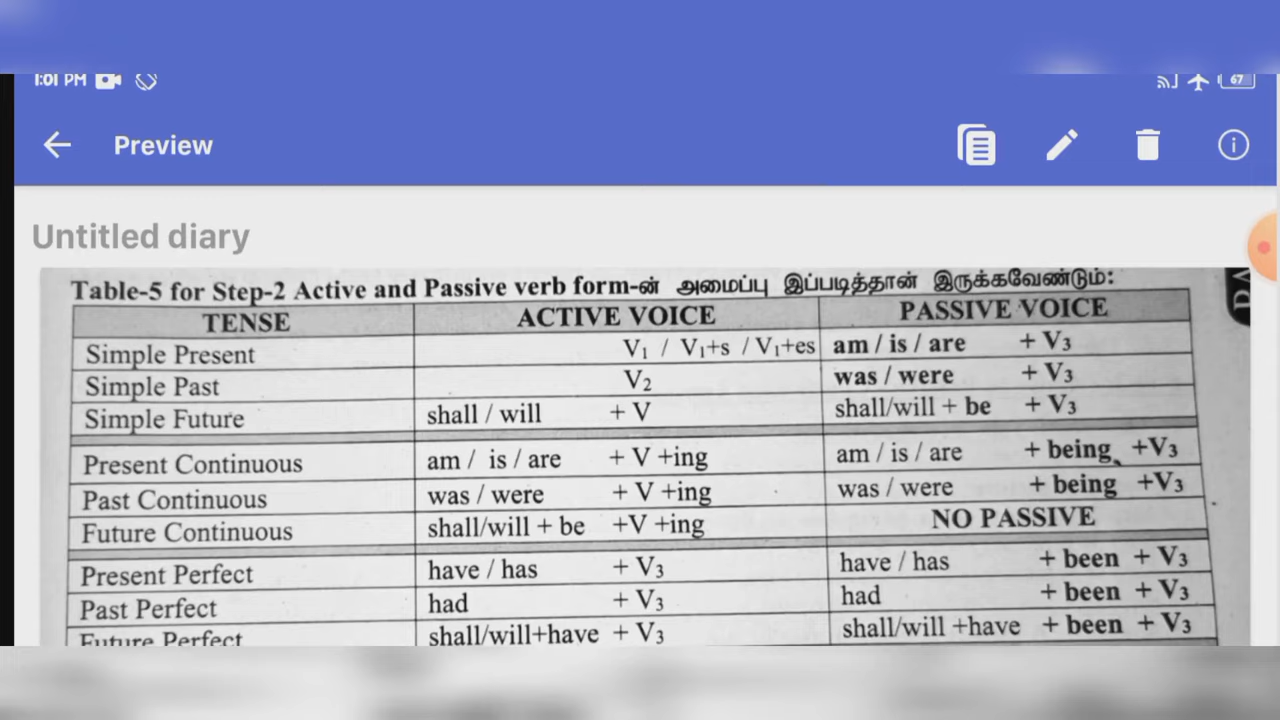 1:01 PM 67
Preview
Untitled diary
Table-5 for Step-2 Active and Passive verb form-ன் அமைப்பு இப்படித்தான் இருக்கவேண்டும்:
TENSE ACTIVE VOICE PASSIVE VOICE
Simple Present V1 / V1+s / V1+es am / is / are + V3
Simple Past V2 was / were + V3
Simple Future shall / will + V shall/will + be + V3
Present Continuous am / is / are + V +ing am / is / are + being +V3
Past Continuous was / were + V +ing was / were + being +V3
Future Continuous shall/will + be +V +ing NO PASSIVE
Present Perfect have / has + V3 have / has + been + V3
Past Perfect had + V3 had + been + V3
Future Perfect shall/will+have + V3 shall/will +have + been + V3